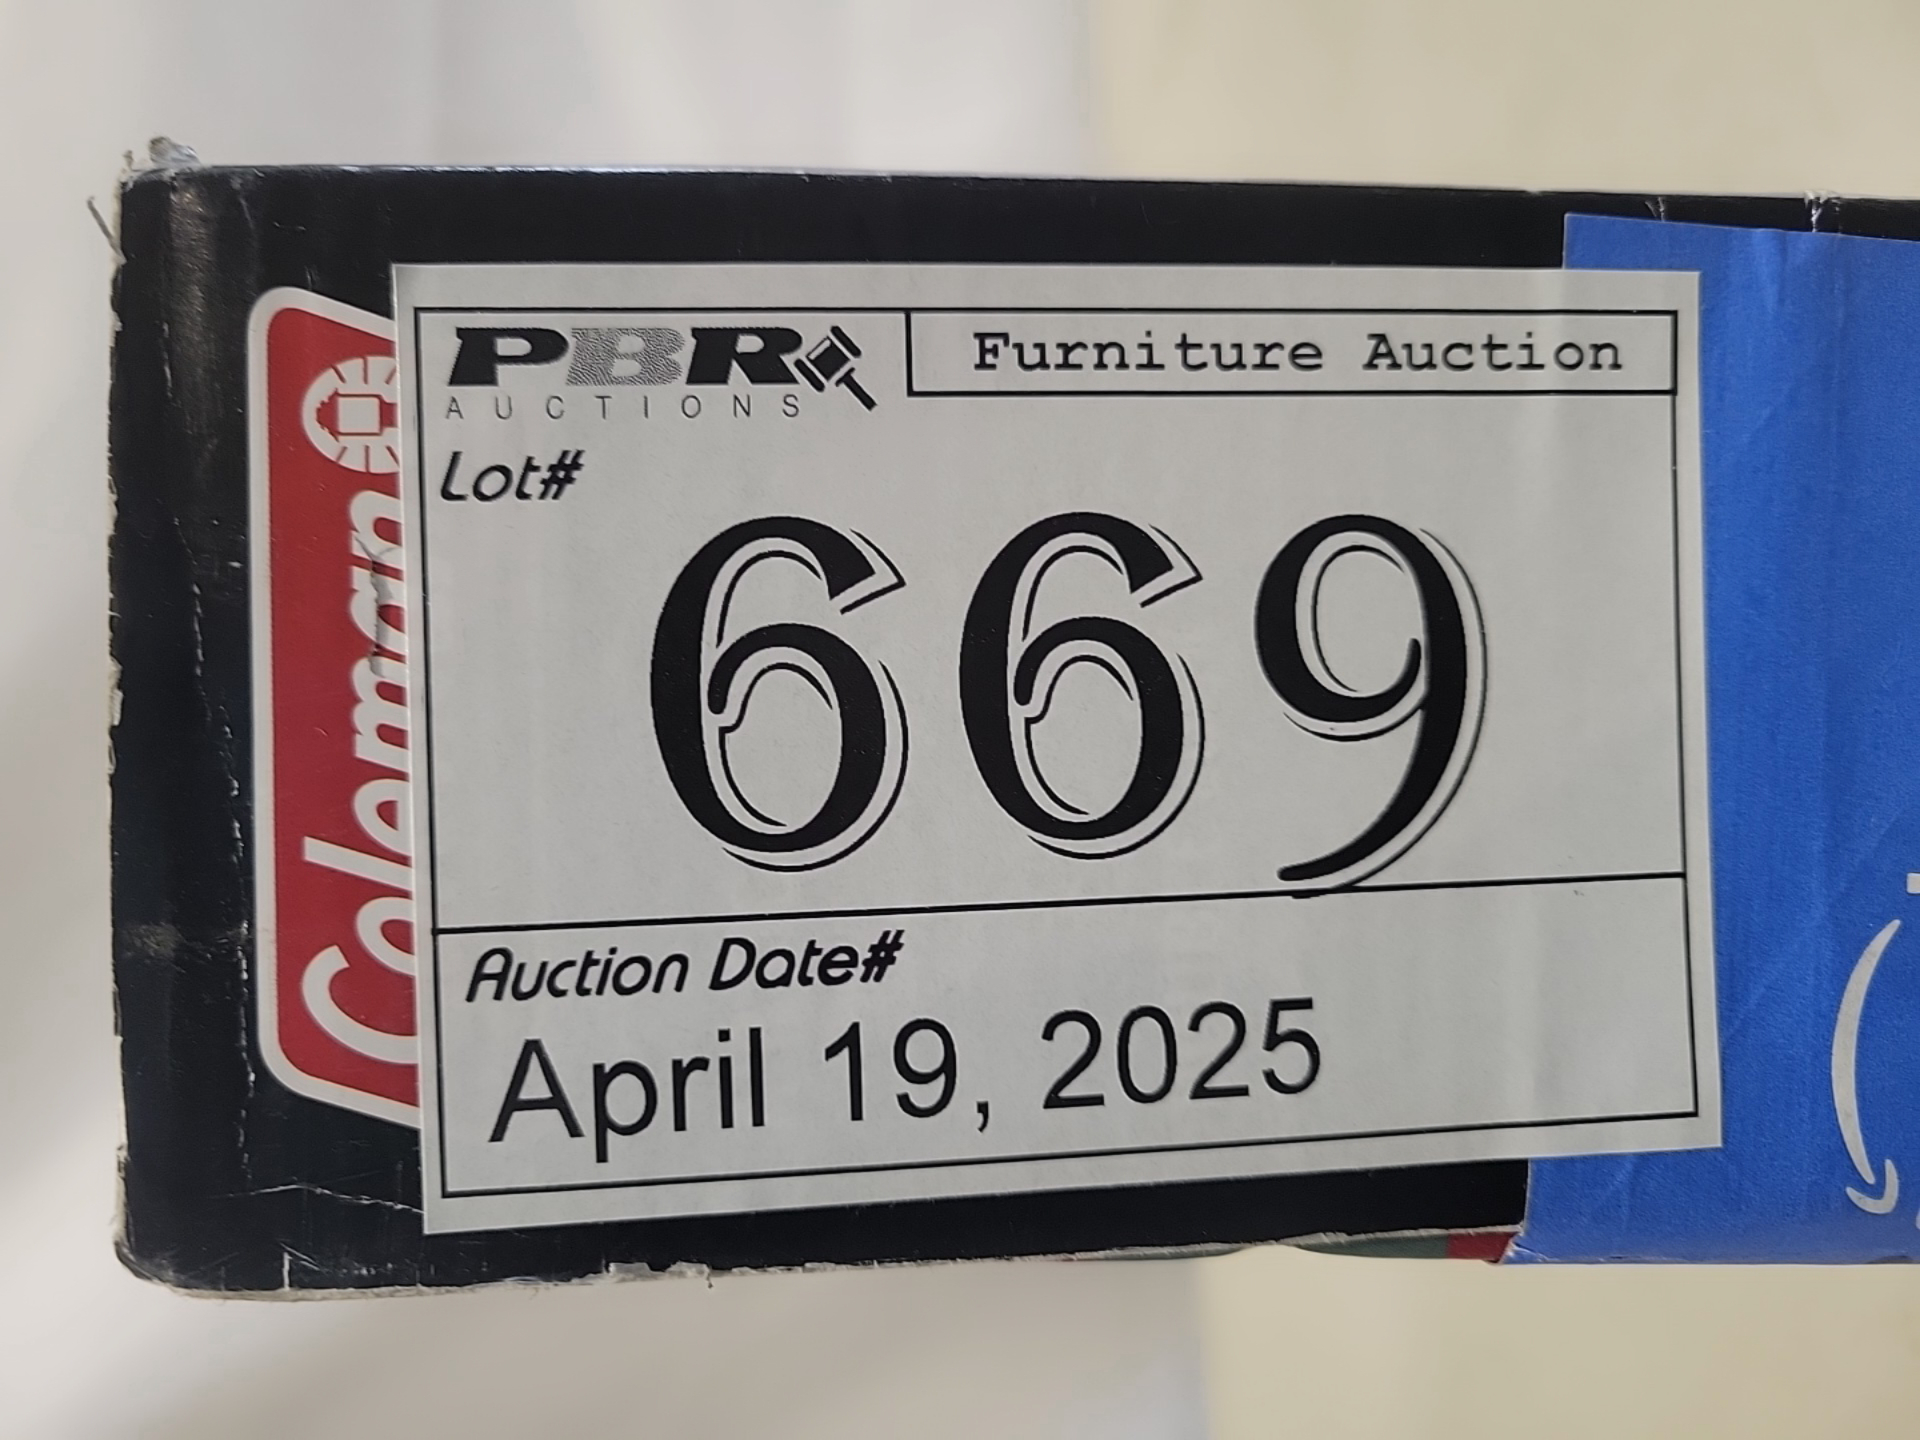 PBR
AUCTIONS
Furniture Auction
Lot#
669
Auction Date#
April 19, 2025
Coleman